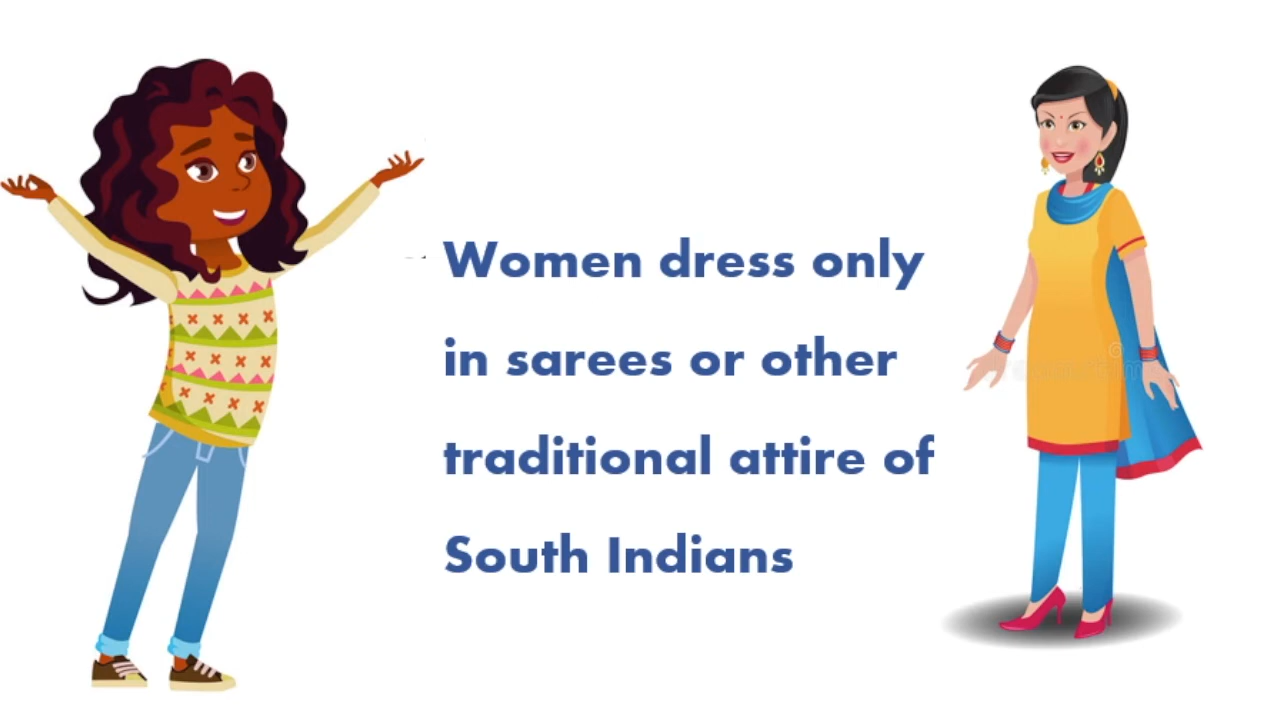 Women dress only
in sarees or other
traditional attire of
South Indians